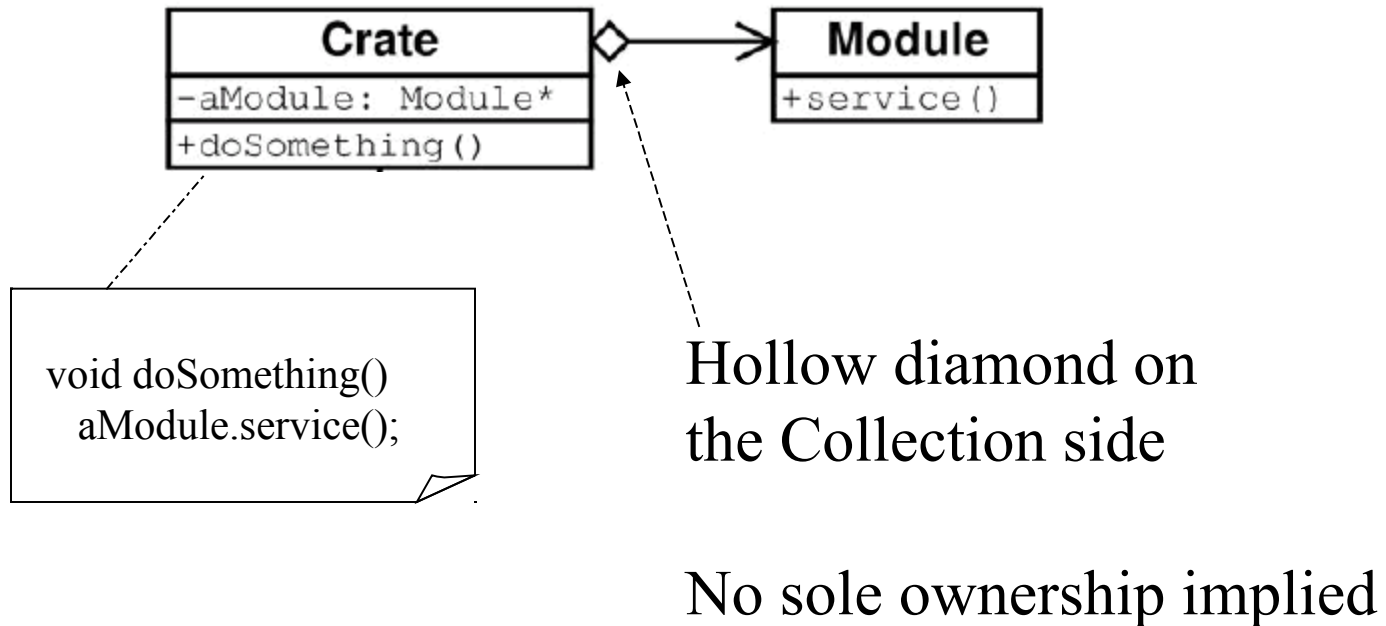 Crate
-aModule: Module*
+doSomething()
Module
+service()
void doSomething()
aModule.service();
Hollow diamond on
the Collection side
No sole ownership implied